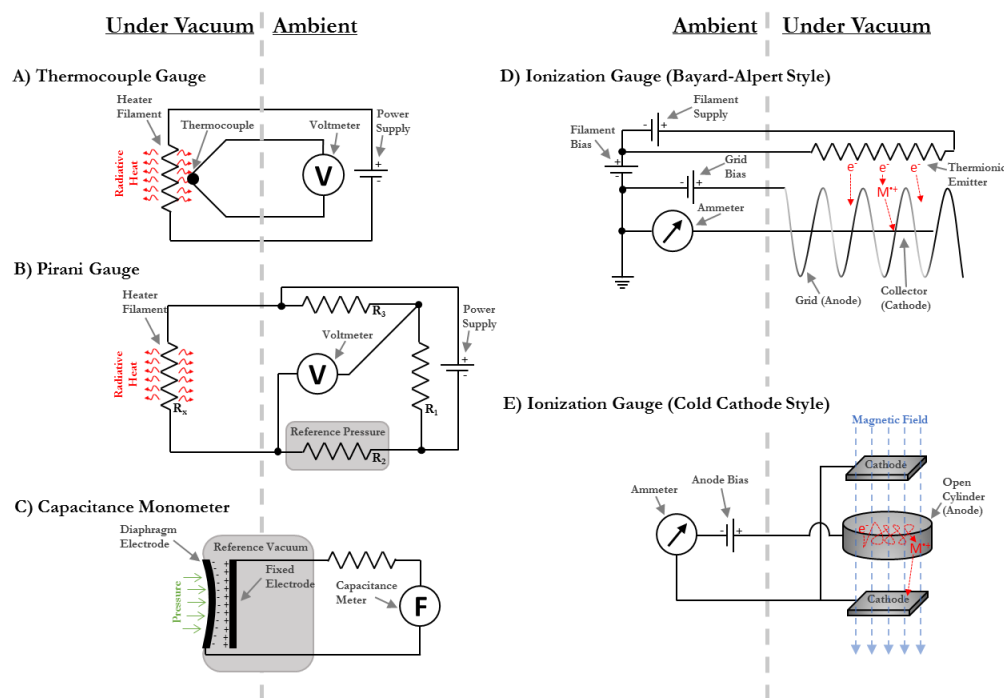 Under Vacuum
Ambient
A) Thermocouple Gauge
Heater
Filament
Thermocouple
Voltmeter
Power
Supply
Radiative
Heat
V
+
-
B) Pirani Gauge
Heater
Filament
R3
Voltmeter
Power
Supply
Radiative
Heat
V
+
-
Rx
R1
Reference Pressure
R2
C) Capacitance Monometer
Diaphragm
Electrode
Reference Vacuum
Fixed
Electrode
Capacitance
Meter
Pressure
F
Ambient
Under Vacuum
D) Ionization Gauge (Bayard-Alpert Style)
Filament
Supply
- +
Filament
Bias
+
-
Grid
Bias
- +
e- e- e-
Thermionic
Emitter
M•+
Ammeter
Grid (Anode)
Collector
(Cathode)
E) Ionization Gauge (Cold Cathode Style)
Magnetic Field
Cathode
Ammeter
Anode Bias
- +
Open
Cylinder
(Anode)
e-
M•+
Cathode